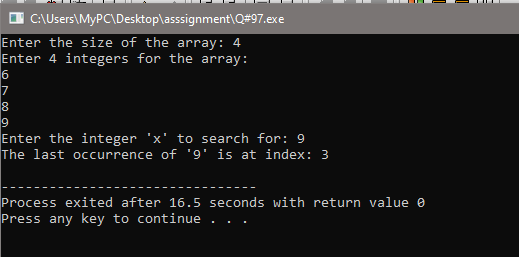 C:\Users\MyPC\Desktop\asssignment\Q#97.exe
Enter the size of the array: 4
Enter 4 integers for the array:
6
7
8
9
Enter the integer 'x' to search for: 9
The last occurrence of '9' is at index: 3
--------------------------------
Process exited after 16.5 seconds with return value 0
Press any key to continue . . .